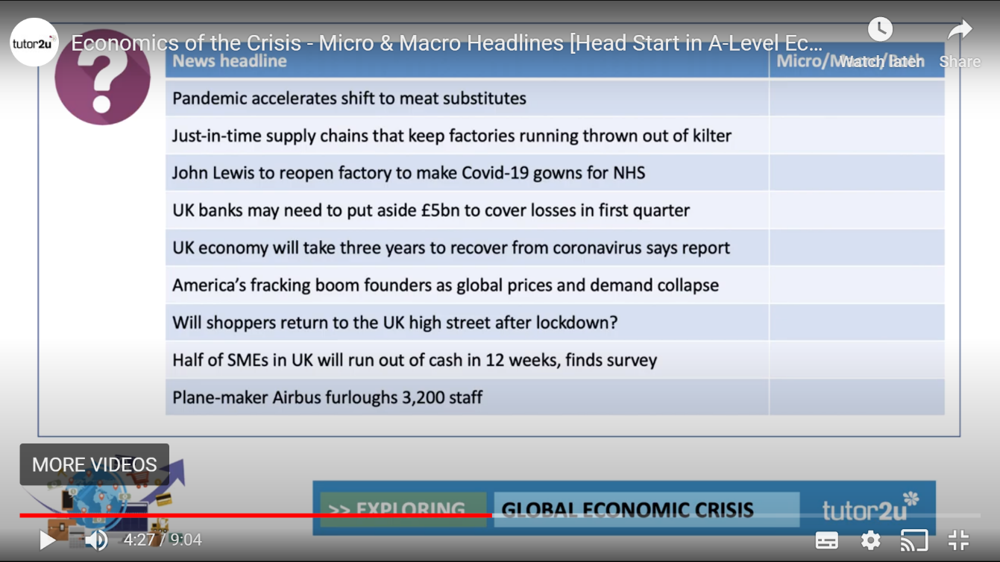 tutor2u
Economics of the Crisis - Micro & Macro Headlines [Head Start in A-Level Ec...
Watch later
Share
News headline
Micro/Macro/Both
Pandemic accelerates shift to meat substitutes
Just-in-time supply chains that keep factories running thrown out of kilter
John Lewis to reopen factory to make Covid-19 gowns for NHS
UK banks may need to put aside £5bn to cover losses in first quarter
UK economy will take three years to recover from coronavirus says report
America's fracking boom founders as global prices and demand collapse
Will shoppers return to the UK high street after lockdown?
Half of SMEs in UK will run out of cash in 12 weeks, finds survey
Plane-maker Airbus furloughs 3,200 staff
MORE VIDEOS
>> EXPLORING
GLOBAL ECONOMIC CRISIS
tutor2u
4:27 / 9:04